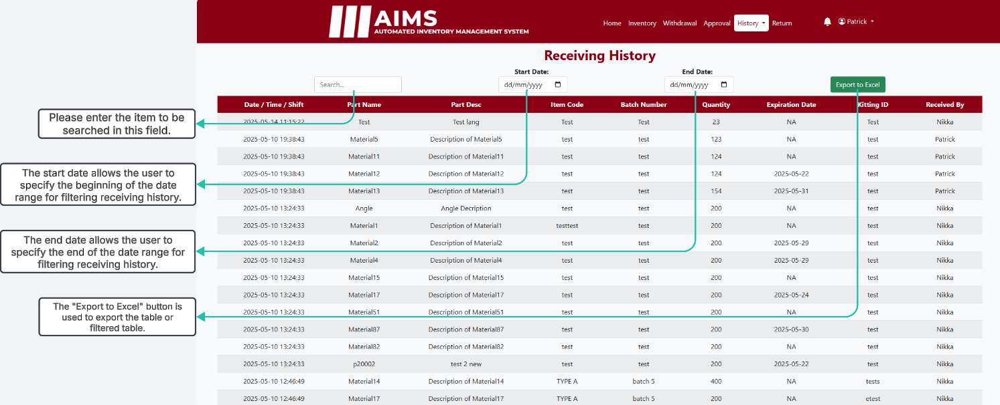 AIMS
AUTOMATED INVENTORY MANAGEMENT SYSTEM
Home Inventory Withdrawal Approval History Return Patrick
Receiving History
Start Date: End Date:
Search... dd/mm/yyyy dd/mm/yyyy Export to Excel
Date / Time / Shift Part Name Part Desc Item Code Batch Number Quantity Expiration Date Kitting ID Received By
2025-05-14 11:15:22 Test Test lang Test Test 23 NA Test Nikka
2025-05-10 19:38:43 Material5 Description of Material5 test test 123 NA test Patrick
2025-05-10 19:38:43 Material11 Description of Material11 test test 124 NA test Patrick
2025-05-10 19:38:43 Material12 Description of Material12 test test 124 2025-05-22 test Patrick
2025-05-10 19:38:43 Material13 Description of Material13 test test 154 2025-05-31 test Patrick
2025-05-10 13:24:33 Angle Angle Decription test test 200 NA test Nikka
2025-05-10 13:24:33 Material1 Description of Material1 testtest test 200 NA test Nikka
2025-05-10 13:24:33 Material2 Description of Material2 test test 200 2025-05-29 test Nikka
2025-05-10 13:24:33 Material4 Description of Material4 test test 200 2025-05-29 test Nikka
2025-05-10 13:24:33 Material15 Description of Material15 test test 200 NA test Nikka
2025-05-10 13:24:33 Material17 Description of Material17 test test 200 2025-05-24 test Nikka
2025-05-10 13:24:33 Material51 Description of Material51 test test 200 NA test Nikka
2025-05-10 13:24:33 Material87 Description of Material87 test test 200 2025-05-30 test Nikka
2025-05-10 13:24:33 Material82 Description of Material82 test test 200 NA test Nikka
2025-05-10 13:24:33 p20002 test 2 new test test 200 2025-05-22 test Nikka
2025-05-10 12:46:49 Material14 Description of Material14 TYPE A batch 5 400 NA tests Nikka
2025-05-10 12:46:49 Material17 Description of Material17 TYPE A batch 5 200 NA etest Nikka
Please enter the item to be
searched in this field.
The start date allows the user to
specify the beginning of the date
range for filtering receiving history.
The end date allows the user to
specify the end of the date range for
filtering receiving history.
The "Export to Excel" button is
used to export the table or
filtered table.